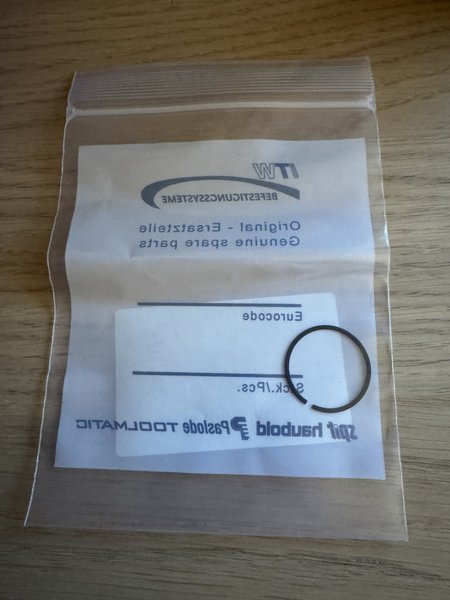 ITW
BEFESTIGUNGSSYSTEME
Original - Ersatzteile
Genuine spare parts
Eurocode
Stck./Pcs.
spit haubold Paslode TOOLMATIC